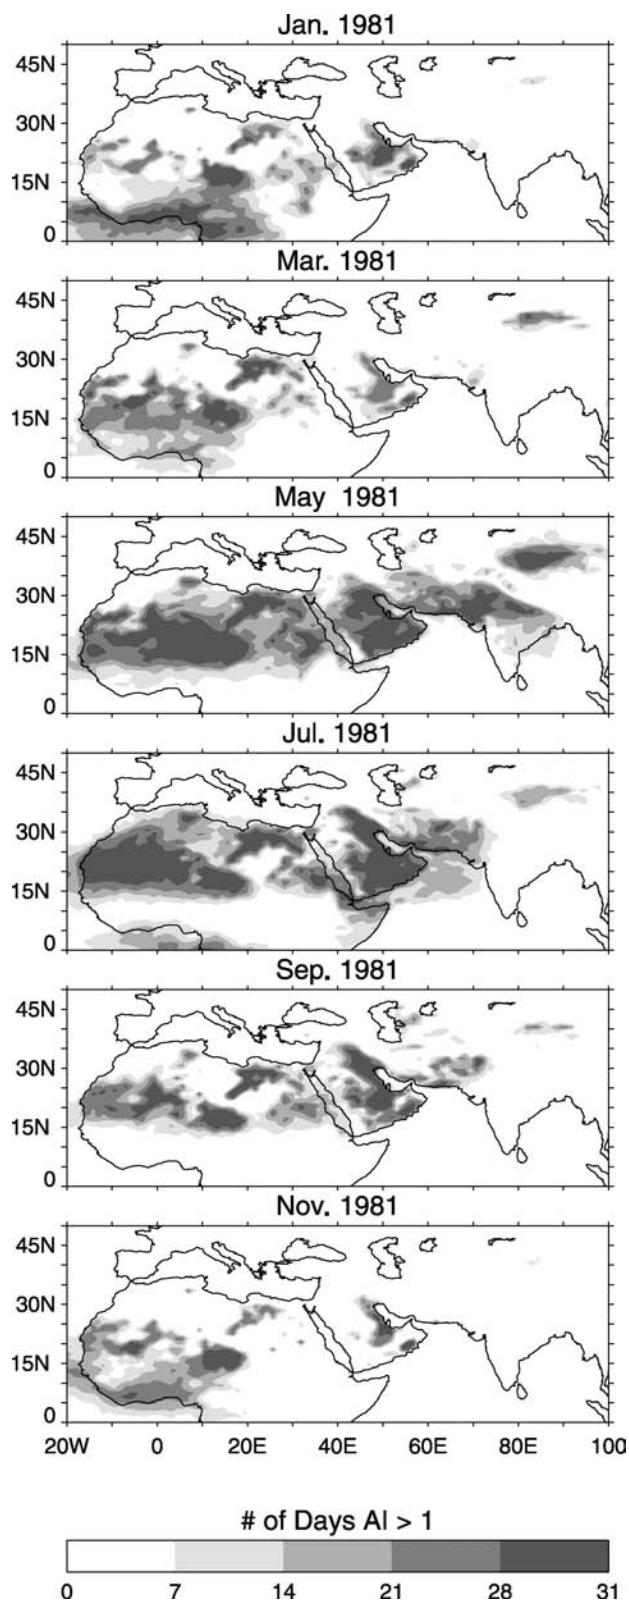 Jan. 1981
45N
30N
15N
0
Mar. 1981
45N
30N
15N
0
May 1981
45N
30N
15N
0
Jul. 1981
45N
30N
15N
0
Sep. 1981
45N
30N
15N
0
Nov. 1981
45N
30N
15N
0
20W 0 20E 40E 60E 80E 100
# of Days AI > 1
0 7 14 21 28 31